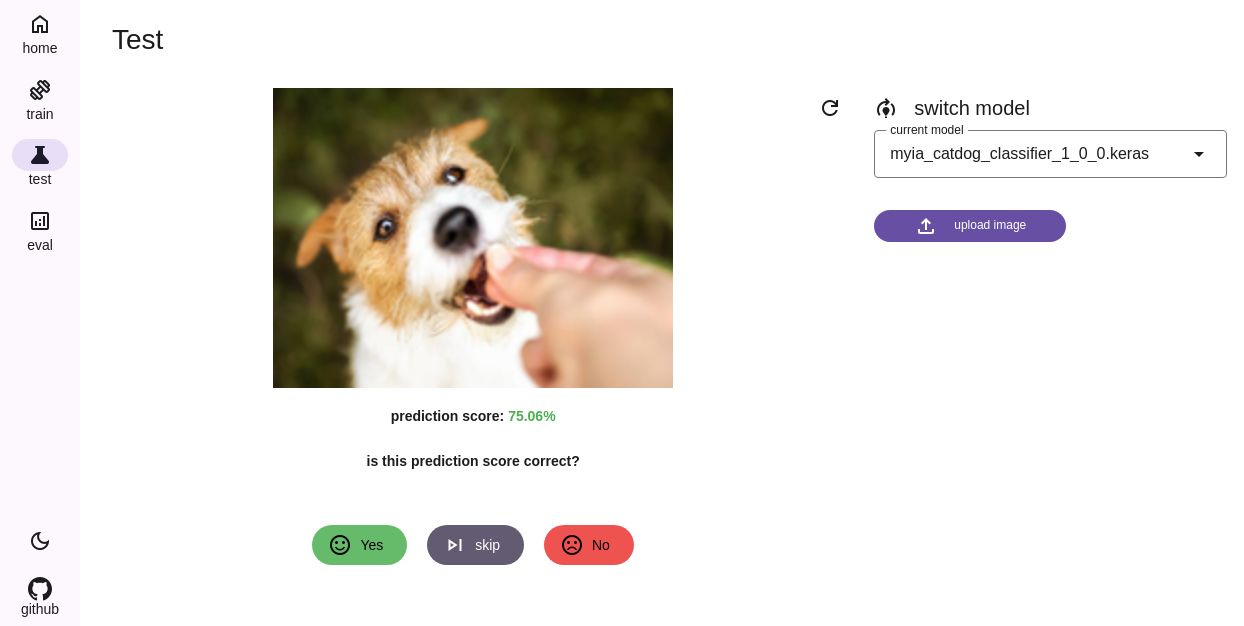 home
train
test
eval
github
Test
prediction score: 75.06%
is this prediction score correct?
Yes
skip
No
switch model
current model
myia_catdog_classifier_1_0_0.keras
upload image